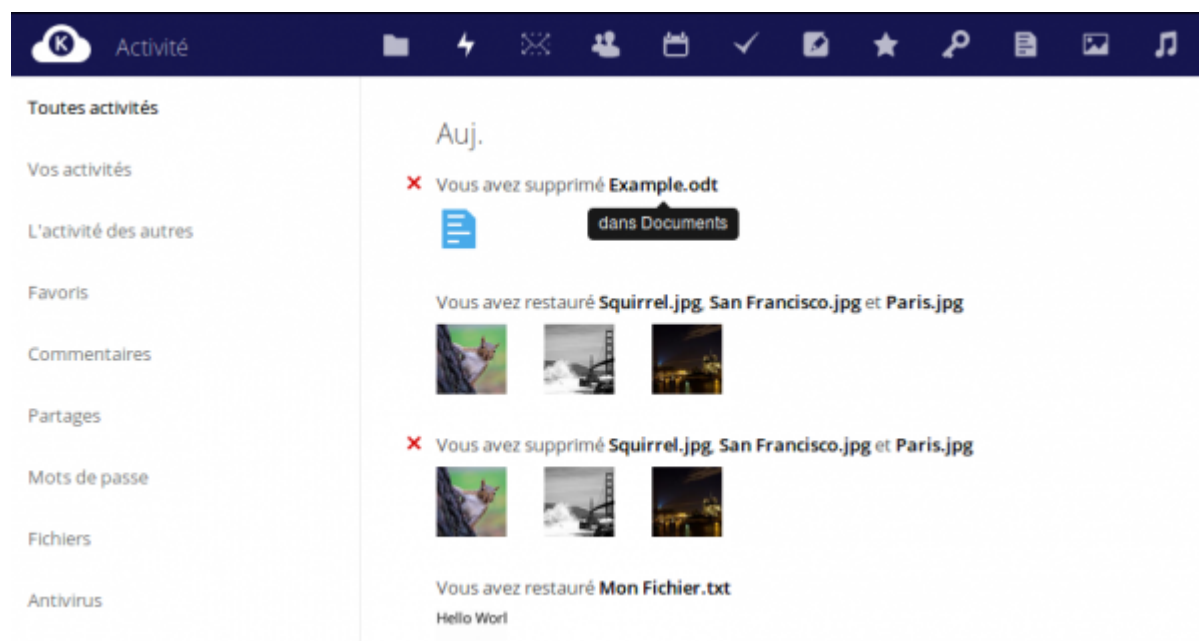 K Activité
Toutes activités
Vos activités
L'activité des autres
Favoris
Commentaires
Partages
Mots de passe
Fichiers
Antivirus
Auj.
Vous avez supprimé Example.odt
dans Documents
Vous avez restauré Squirrel.jpg, San Francisco.jpg et Paris.jpg
Vous avez supprimé Squirrel.jpg, San Francisco.jpg et Paris.jpg
Vous avez restauré Mon Fichier.txt
Hello Worl